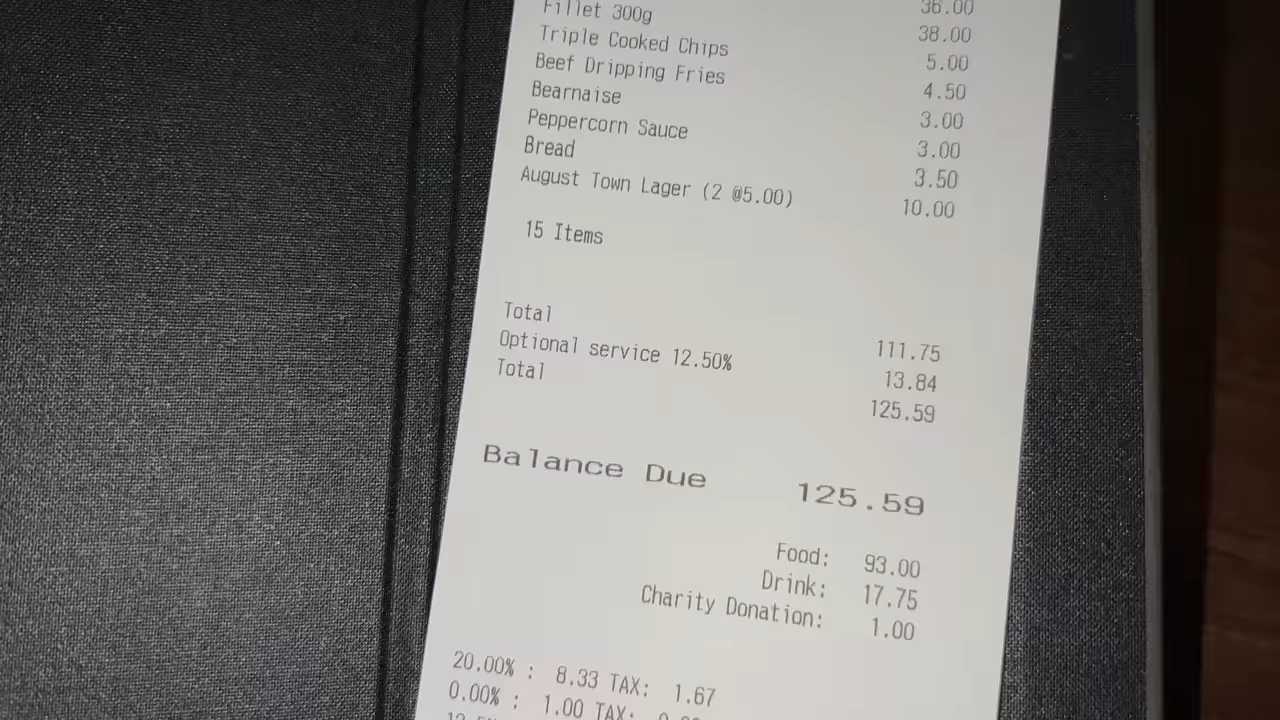 36.00
Fillet 300g 38.00
Triple Cooked Chips 5.00
Beef Dripping Fries 4.50
Bearnaise 3.00
Peppercorn Sauce 3.00
Bread 3.50
August Town Lager (2 @5.00) 10.00
15 Items
Total 111.75
Optional service 12.50% 13.84
Total 125.59
Balance Due 125.59
Food: 93.00
Drink: 17.75
Charity Donation: 1.00
20.00% : 8.33 TAX: 1.67
0.00% : 1.00 TAX: